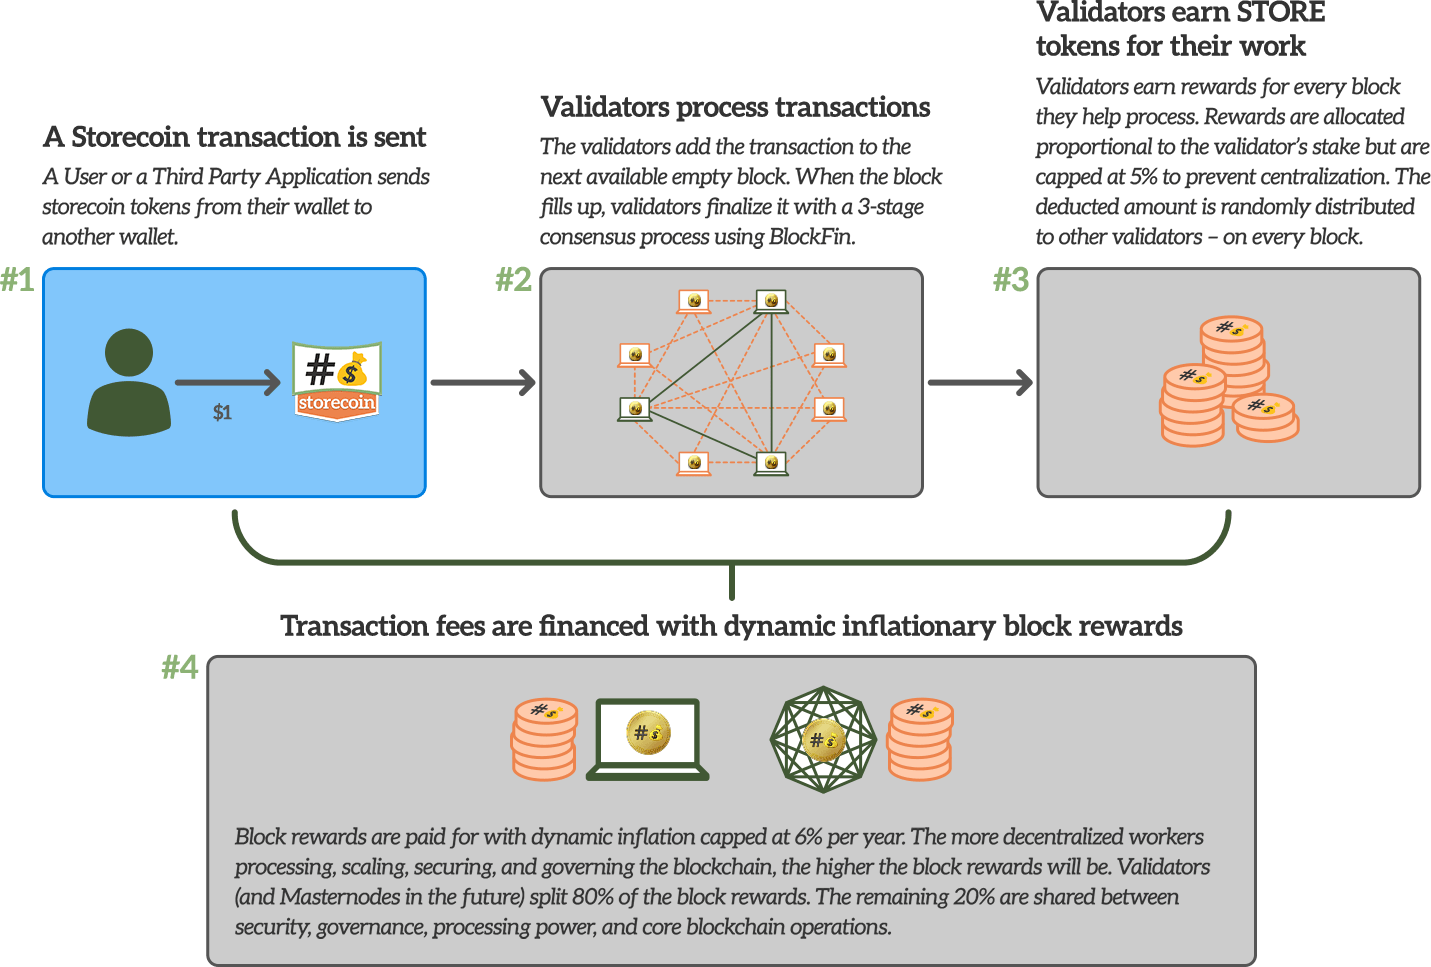 A Storecoin transaction is sent
A User or a Third Party Application sends
storecoin tokens from their wallet to
another wallet.
#1
$1
#$
storecoin
Validators process transactions
The validators add the transaction to the
next available empty block. When the block
fills up, validators finalize it with a 3-stage
consensus process using BlockFin.
#2
Validators earn STORE
tokens for their work
Validators earn rewards for every block
they help process. Rewards are allocated
proportional to the validator’s stake but are
capped at 5% to prevent centralization. The
deducted amount is randomly distributed
to other validators – on every block.
#3
#$
#$
#$
Transaction fees are financed with dynamic inflationary block rewards
#4
#$
#$
#$
#$
Block rewards are paid for with dynamic inflation capped at 6% per year. The more decentralized workers
processing, scaling, securing, and governing the blockchain, the higher the block rewards will be. Validators
(and Masternodes in the future) split 80% of the block rewards. The remaining 20% are shared between
security, governance, processing power, and core blockchain operations.